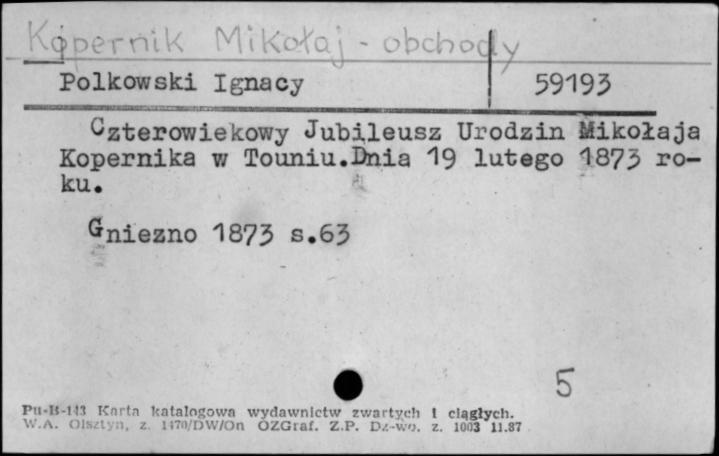 Kopernik Mikołaj - obchody
Polkowski Ignacy 59193
Czterowiekowy Jubileusz Urodzin Mikołaja
Kopernika w Touniu.Dnia 19 lutego 1873 ro-
ku.
Gniezno 1873 s.63
5
Pu-B-143 Karta katalogowa wydawnictw zwartych i ciągłych.
W.A. Olsztyn, z. 1470/DW/On OZGraf. Z.P. Dz-wo. z. 1003 11.87